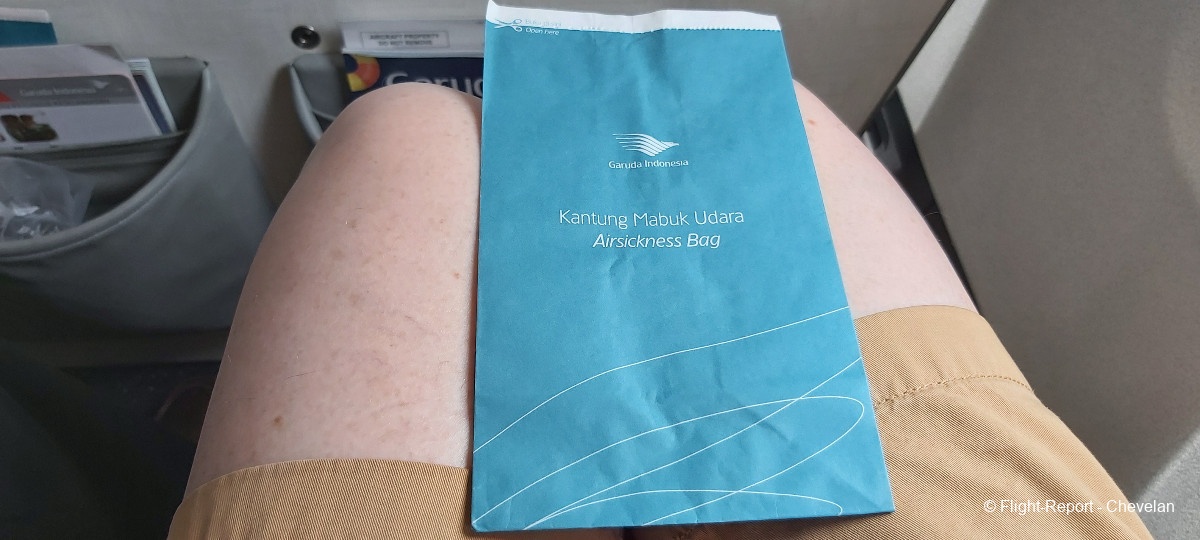 Open here
AIRCRAFT PROPERTY
DO NOT REMOVE
Garuda Indonesia
Garuda Indonesia
Kantung Mabuk Udara
Airsickness Bag
© Flight-Report - Chevelan